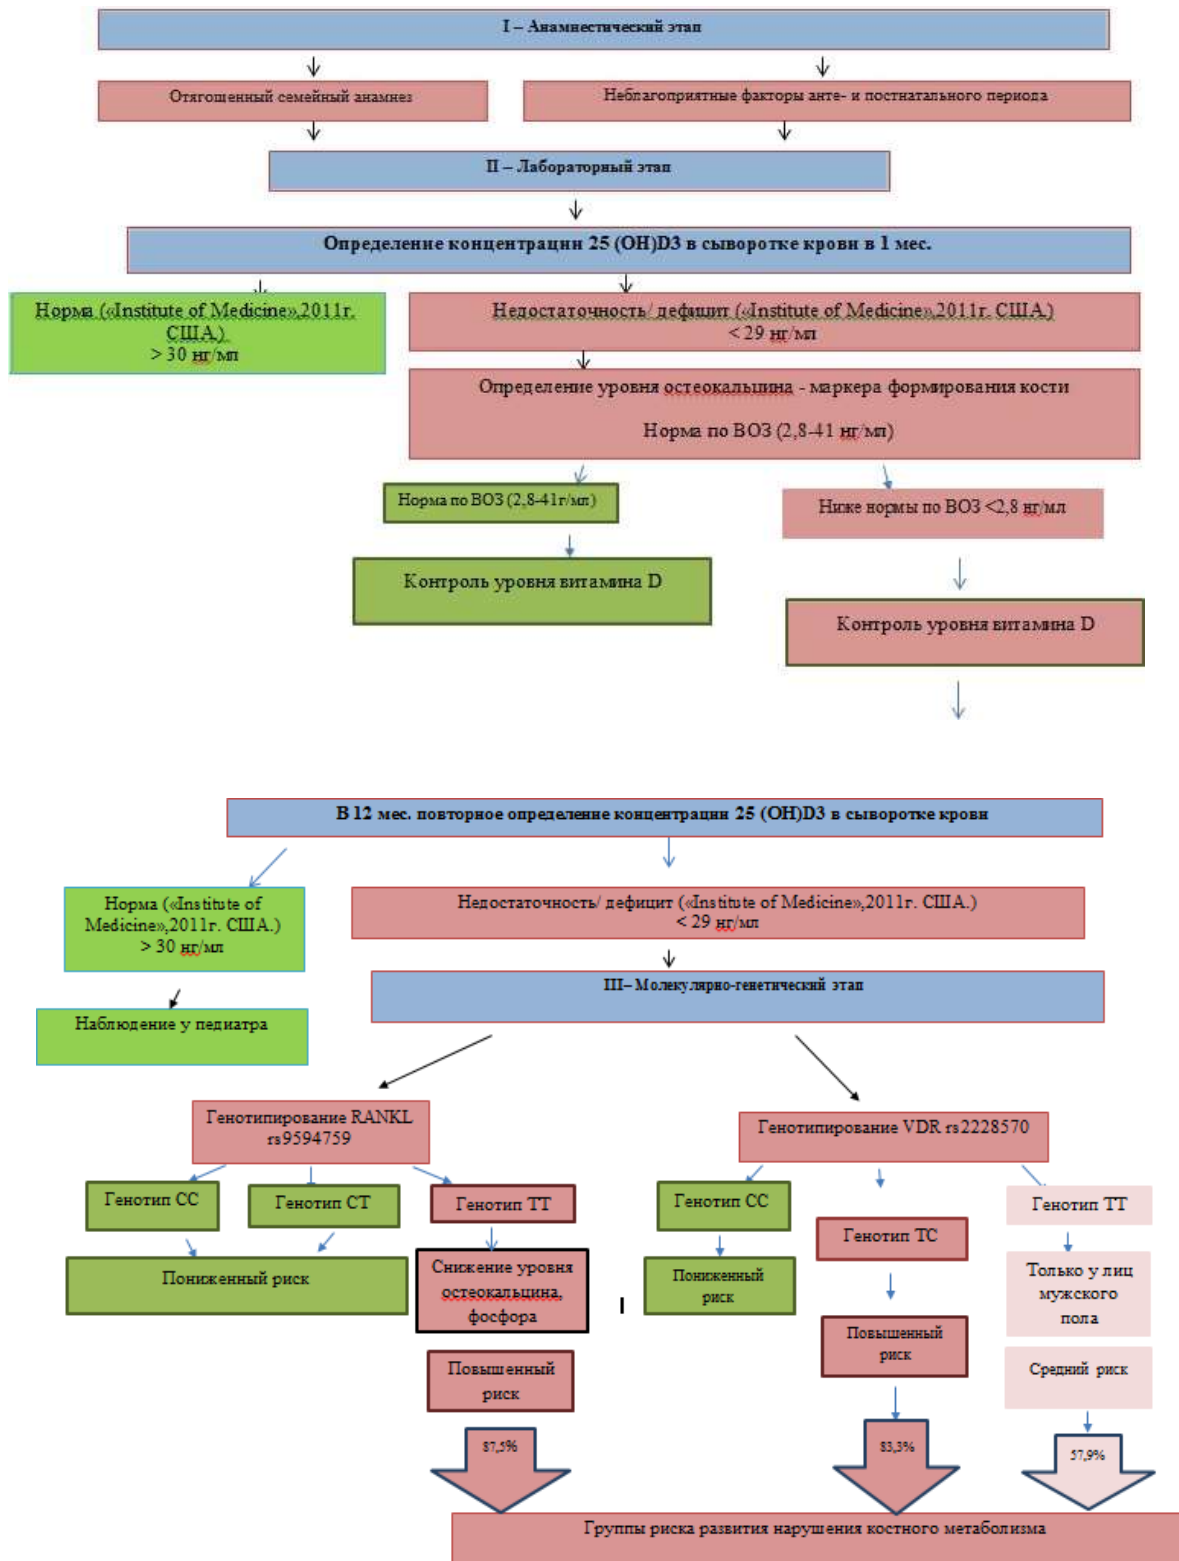 I – Анамнестический этап
Отягощенный семейный анамнез
Неблагоприятные факторы анте- и постнатального периода
II – Лабораторный этап
Определение концентрации 25 (OH)D3 в сыворотке крови в 1 мес.
Норма («Institute of Medicine»,2011г.
США.)
> 30 нг/мл
Недостаточность/ дефицит («Institute of Medicine»,2011г. США.)
< 29 нг/мл
Определение уровня остеокальцина - маркера формирования кости
Норма по ВОЗ (2,8-41 нг/мл)
Норма по ВОЗ (2,8-41г/мл)
Ниже нормы по ВОЗ <2,8 нг/мл
Контроль уровня витамина D
Контроль уровня витамина D
В 12 мес. повторное определение концентрации 25 (OH)D3 в сыворотке крови
Норма («Institute of
Medicine»,2011г. США.)
> 30 нг/мл
Недостаточность/ дефицит («Institute of Medicine»,2011г. США.)
< 29 нг/мл
III– Молекулярно-генетический этап
Наблюдение у педиатра
Генотипирование RANKL
rs9594759
Генотипирование VDR rs2228570
Генотип CC
Генотип CT
Генотип TT
Генотип CC
Генотип TC
Генотип TT
Пониженный риск
Снижение уровня
остеокальцина,
фосфора
I
Пониженный
риск
Только у лиц
мужского
пола
Повышенный
риск
Повышенный
риск
Средний риск
87,5%
83,3%
57,9%
Группы риска развития нарушения костного метаболизма